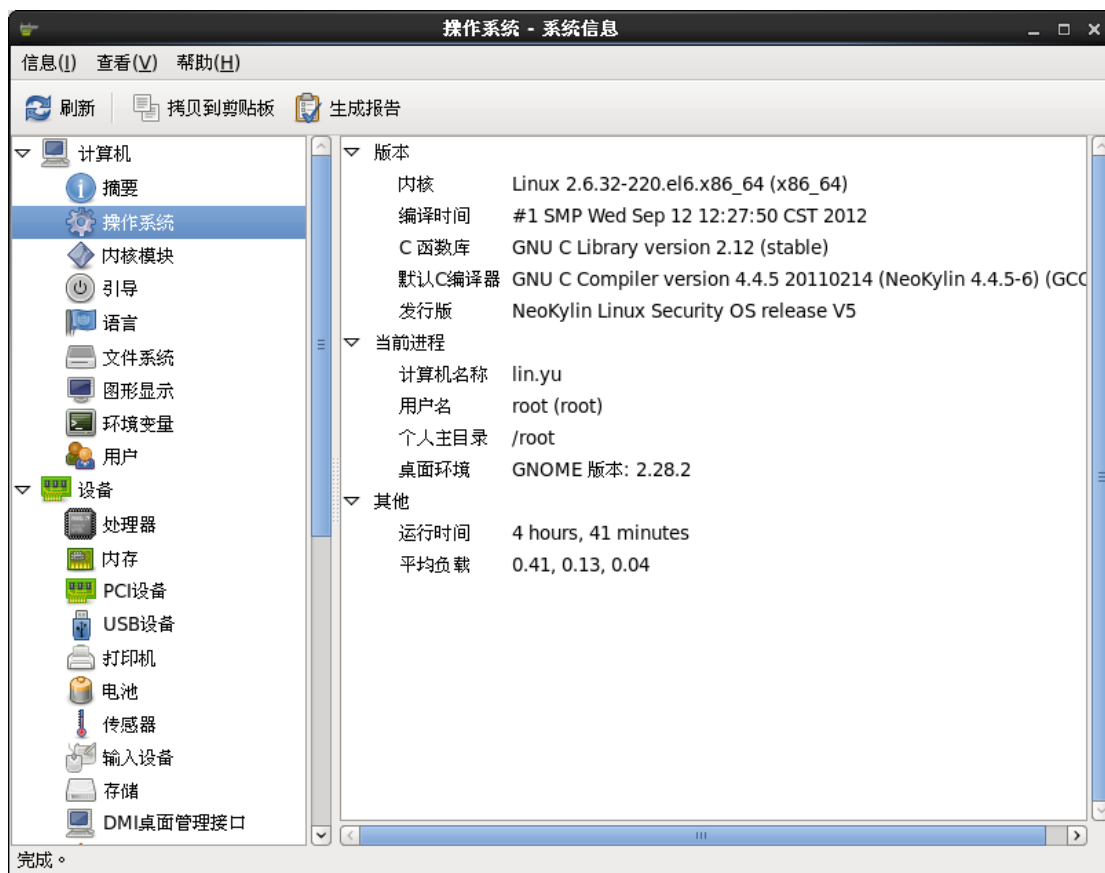 操作系统 - 系统信息
信息(I) 查看(V) 帮助(H)
刷新 拷贝到剪贴板 生成报告
计算机
摘要
操作系统
内核模块
引导
语言
文件系统
图形显示
环境变量
用户
设备
处理器
内存
PCI设备
USB设备
打印机
电池
传感器
输入设备
存储
DMI桌面管理接口
版本
内核 Linux 2.6.32-220.el6.x86_64 (x86_64)
编译时间 #1 SMP Wed Sep 12 12:27:50 CST 2012
C 函数库 GNU C Library version 2.12 (stable)
默认C编译器 GNU C Compiler version 4.4.5 20110214 (NeoKylin 4.4.5-6) (GCC
发行版 NeoKylin Linux Security OS release V5
当前进程
计算机名称 lin.yu
用户名 root (root)
个人主目录 /root
桌面环境 GNOME 版本: 2.28.2
其他
运行时间 4 hours, 41 minutes
平均负载 0.41, 0.13, 0.04
完成。